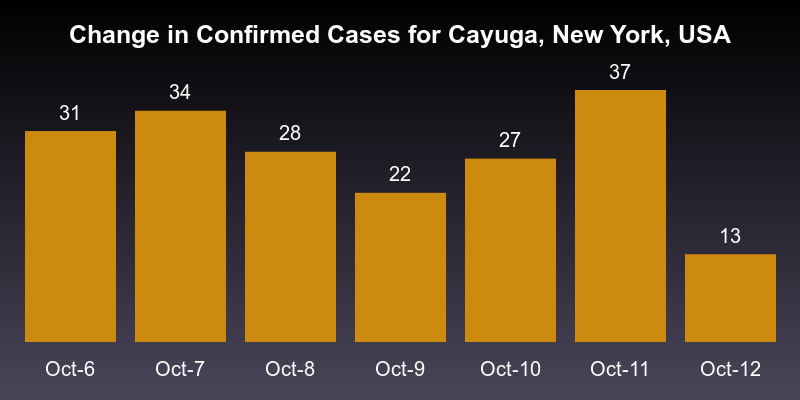 Change in Confirmed Cases for Cayuga, New York, USA
31
34
28
22
27
37
13
Oct-6
Oct-7
Oct-8
Oct-9
Oct-10
Oct-11
Oct-12